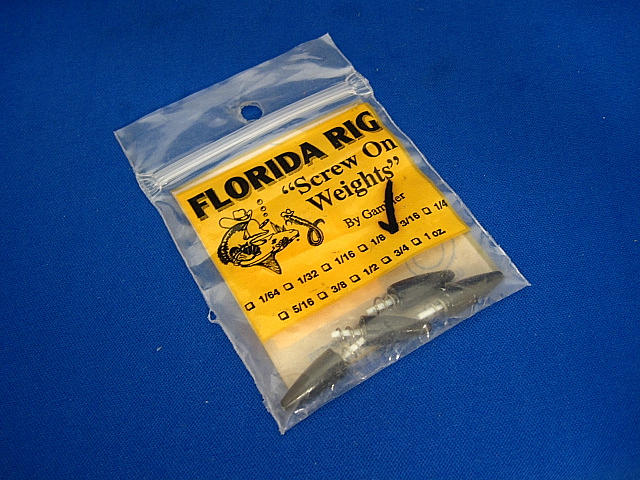 FLORIDA RIG
"Screw On
Weights"
By Gambler
❑ 1/64 ❑ 1/32 ❑ 1/16 ❑ 1/8 3/16 ❑ 1/4
❑ 5/16 ❑ 3/8 ❑ 1/2 ❑ 3/4 ❑ 1 oz.